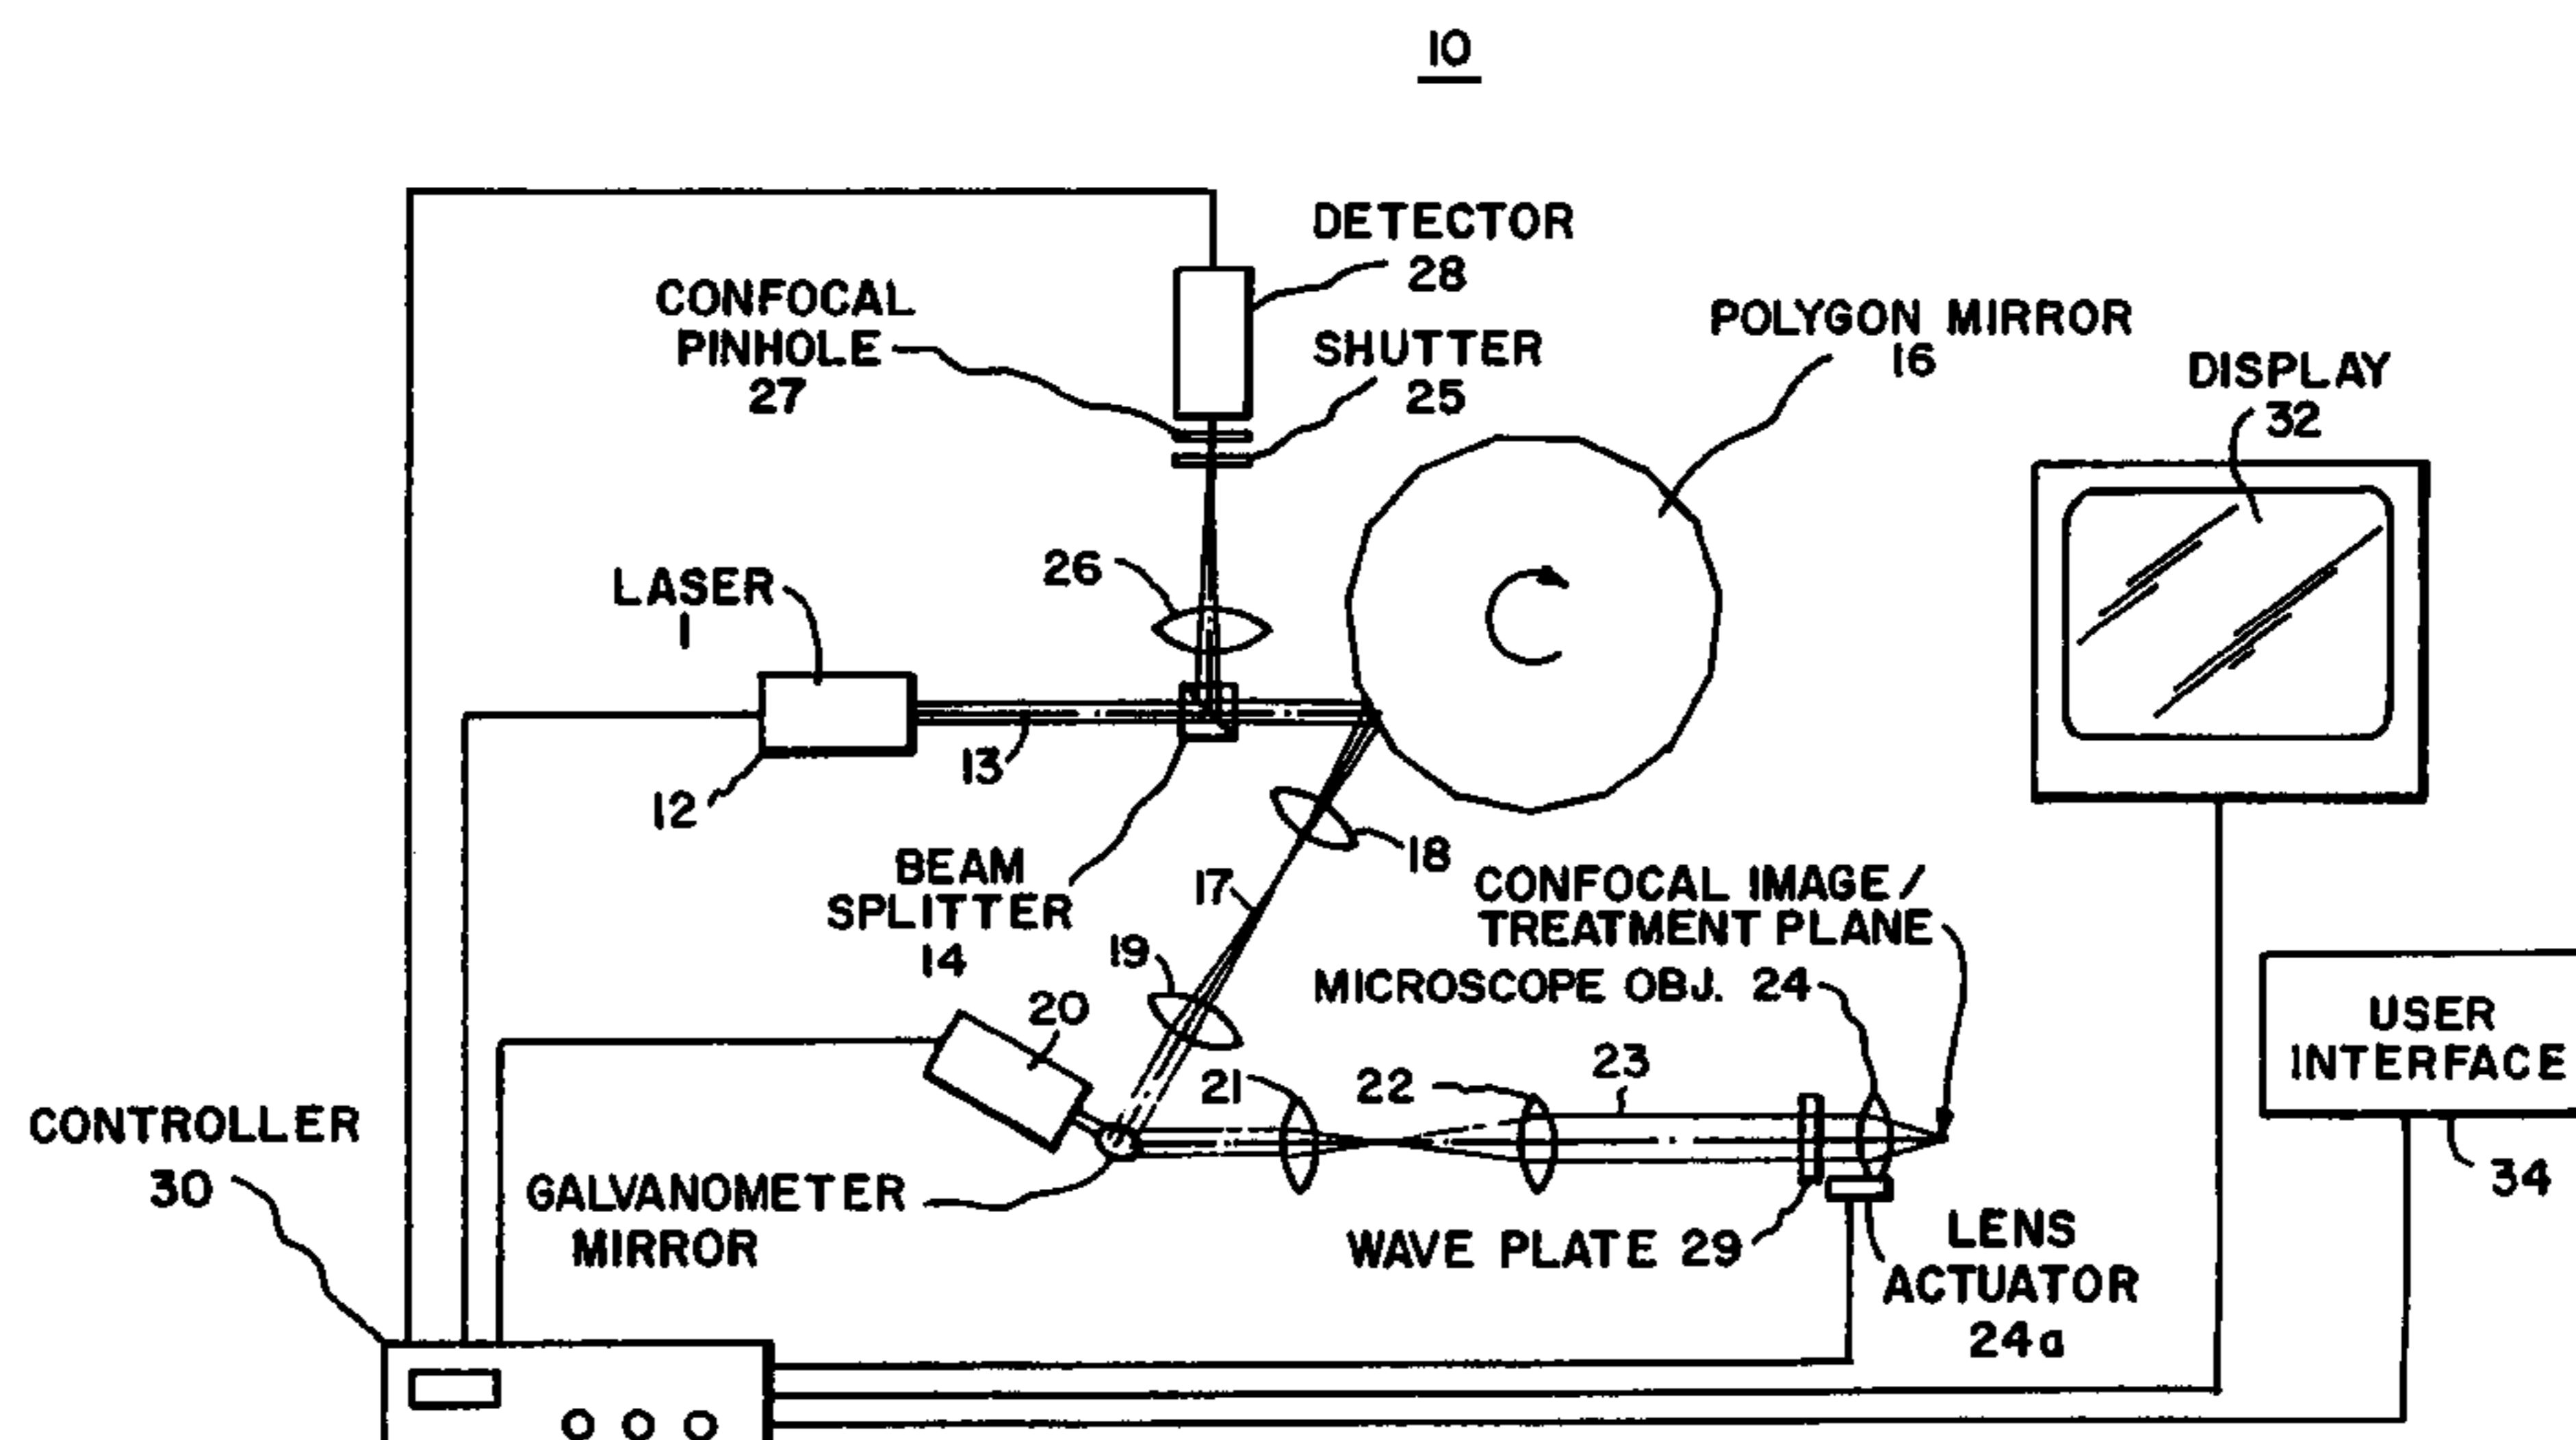 10
DETECTOR
28
CONFOCAL
PINHOLE
27
SHUTTER
25
POLYGON MIRROR
16
DISPLAY
32
26
LASER
1
13
12
BEAM
SPLITTER
14
18
17
CONFOCAL IMAGE/
TREATMENT PLANE
19
MICROSCOPE OBJ. 24
20
USER
INTERFACE
21
22
23
CONTROLLER
30
34
GALVANOMETER
MIRROR
WAVE PLATE 29
LENS
ACTUATOR
24a